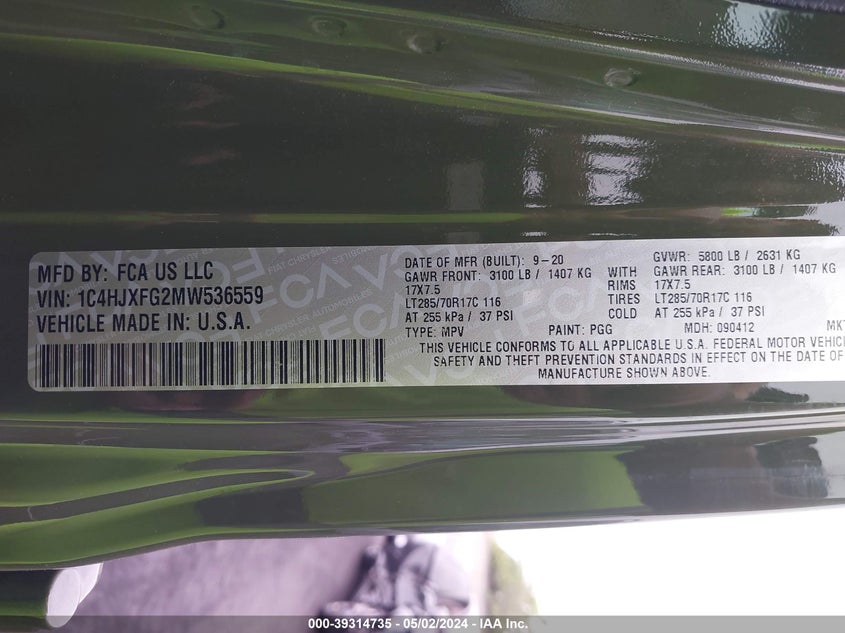 MFD BY: FCA US LLC
VIN: 1C4HJXFG2MW536559
VEHICLE MADE IN: U.S.A.
DATE OF MFR (BUILT): 9-20 GVWR: 5800 LB / 2631 KG
GAWR FRONT: 3100 LB / 1407 KG WITH GAWR REAR: 3100 LB / 1407 KG
17X7.5 RIMS 17X7.5
LT285/70R17C 116 TIRES LT285/70R17C 116
AT 255 kPa / 37 PSI COLD AT 255 kPa / 37 PSI
TYPE: MPV PAINT: PGG MDH: 090412 MKT
THIS VEHICLE CONFORMS TO ALL APPLICABLE U.S.A. FEDERAL MOTOR VEHIC
SAFETY AND THEFT PREVENTION STANDARDS IN EFFECT ON THE DATE OF
MANUFACTURE SHOWN ABOVE.
000-39314735 - 05/02/2024 - IAA Inc.